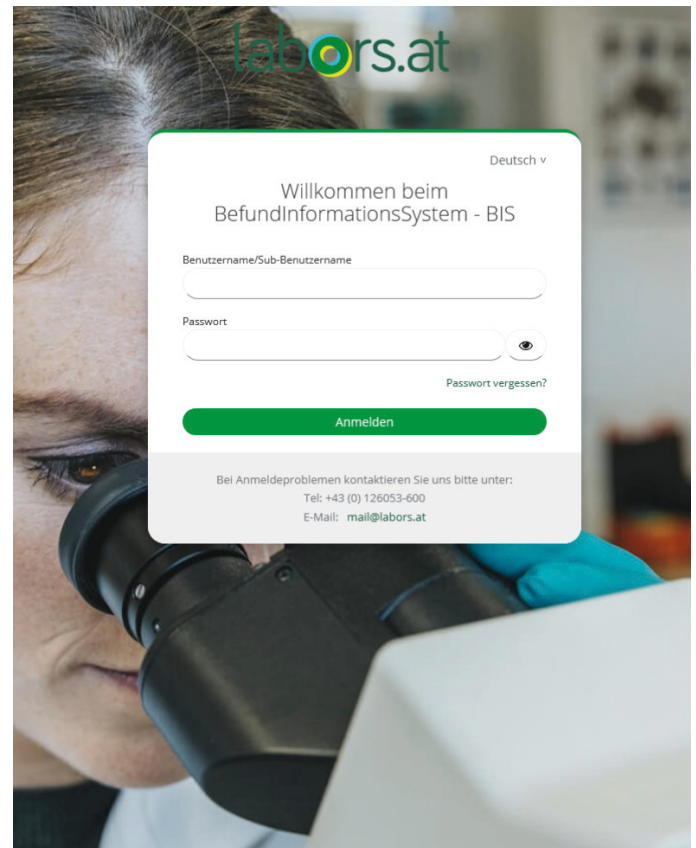 labors.at
Deutsch ˅
Willkommen beim
BefundInformationsSystem - BIS
Benutzername/Sub-Benutzername
Passwort
Passwort vergessen?
Anmelden
Bei Anmeldeproblemen kontaktieren Sie uns bitte unter:
Tel: +43 (0) 126053-600
E-Mail: mail@labors.at